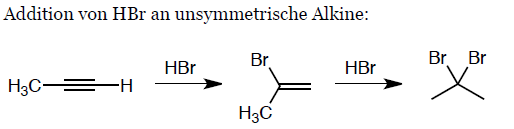 Addition von HBr an unsymmetrische Alkine:
H₃C H HBr Br H₃C HBr Br Br